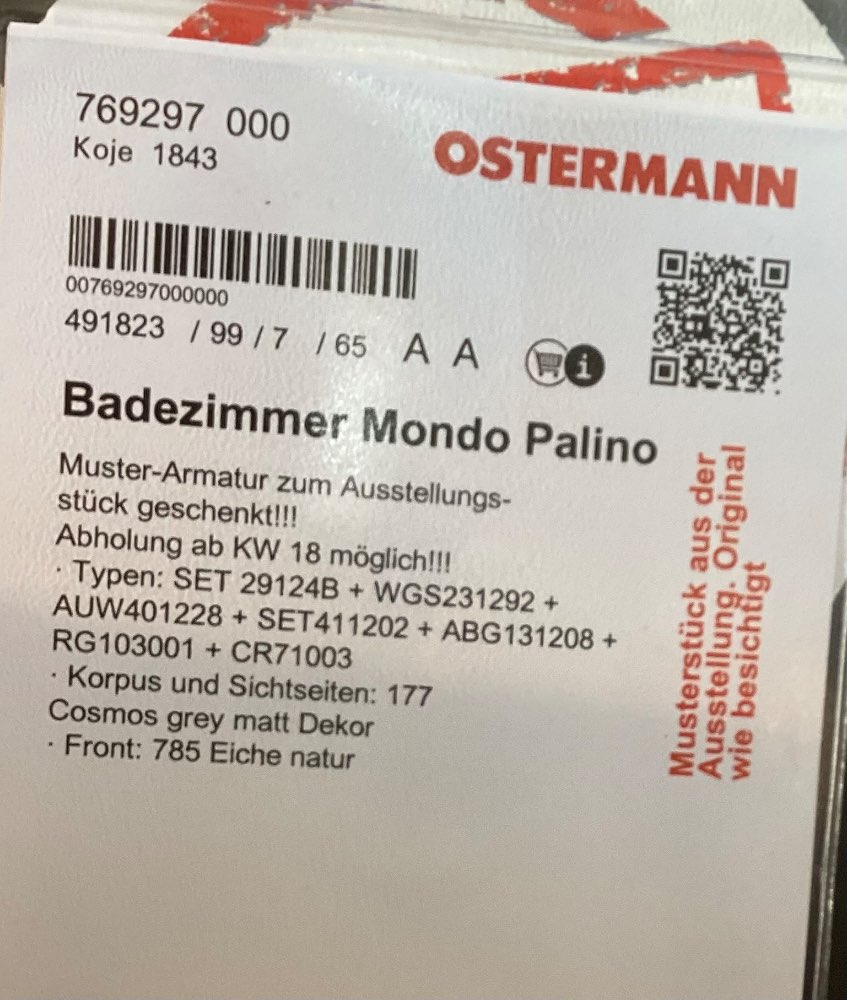 769297 000
Koje 1843
OSTERMANN
00769297000000
491823 / 99 / 7 / 65 A A
i
Badezimmer Mondo Palino
Muster-Armatur zum Ausstellungs-
stück geschenkt!!!
Abholung ab KW 18 möglich!!!
· Typen: SET 29124B + WGS231292 +
AUW401228 + SET411202 + ABG131208 +
RG103001 + CR71003
· Korpus und Sichtseiten: 177
Cosmos grey matt Dekor
· Front: 785 Eiche natur
Musterstück aus der
Ausstellung. Original
wie besichtigt